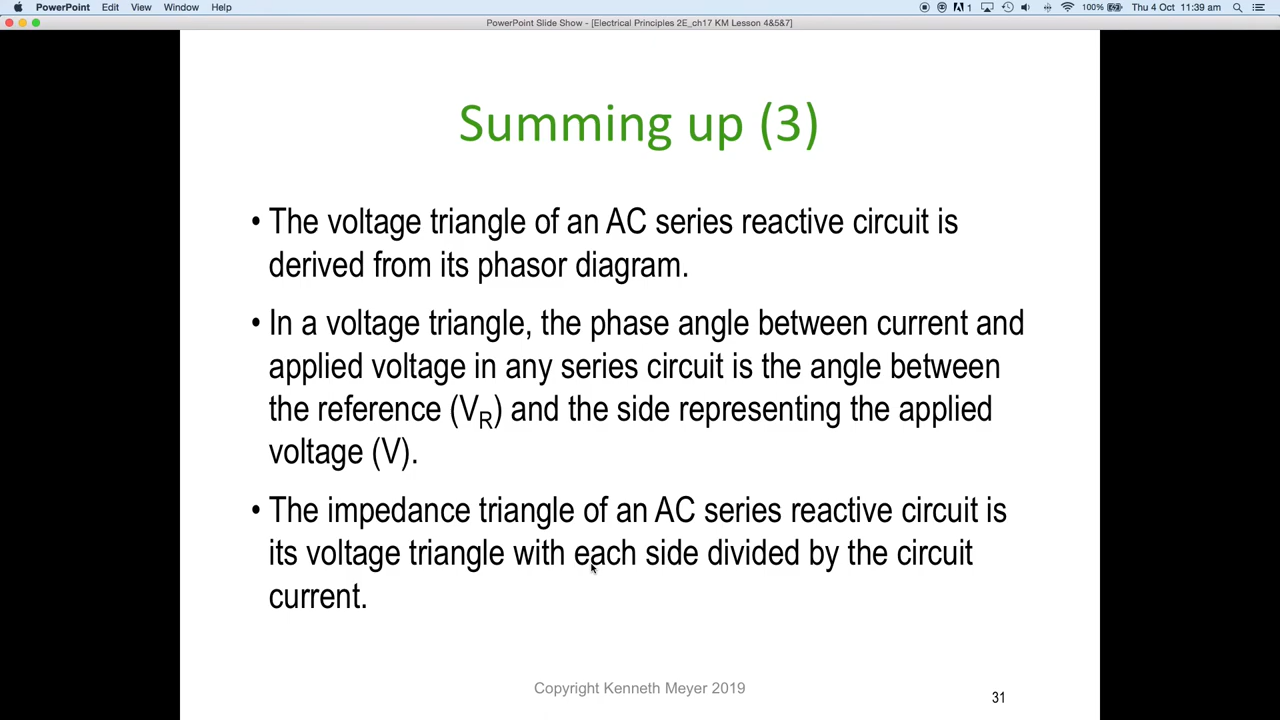 PowerPoint Edit View Window Help 1 100% Thu 4 Oct 11:39 am
PowerPoint Slide Show - [Electrical Principles 2E_ch17 KM Lesson 4&5&7]
Summing up (3)
• The voltage triangle of an AC series reactive circuit is
derived from its phasor diagram.
• In a voltage triangle, the phase angle between current and
applied voltage in any series circuit is the angle between
the reference (VR) and the side representing the applied
voltage (V).
• The impedance triangle of an AC series reactive circuit is
its voltage triangle with each side divided by the circuit
current.
Copyright Kenneth Meyer 2019
31